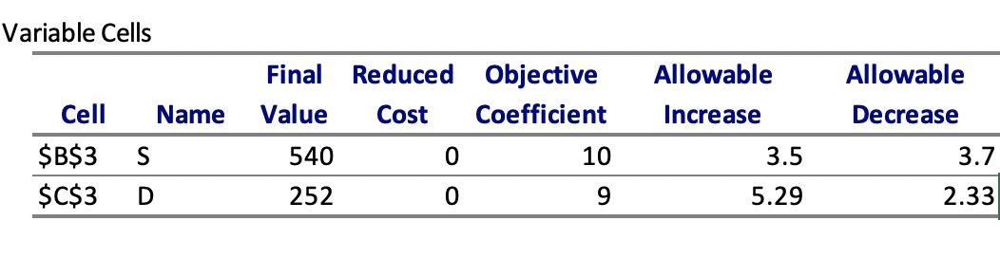 Variable Cells
Final Reduced Objective Allowable Allowable
Cell Name Value Cost Coefficient Increase Decrease
$B$3 S 540 0 10 3.5 3.7
$C$3 D 252 0 9 5.29 2.33